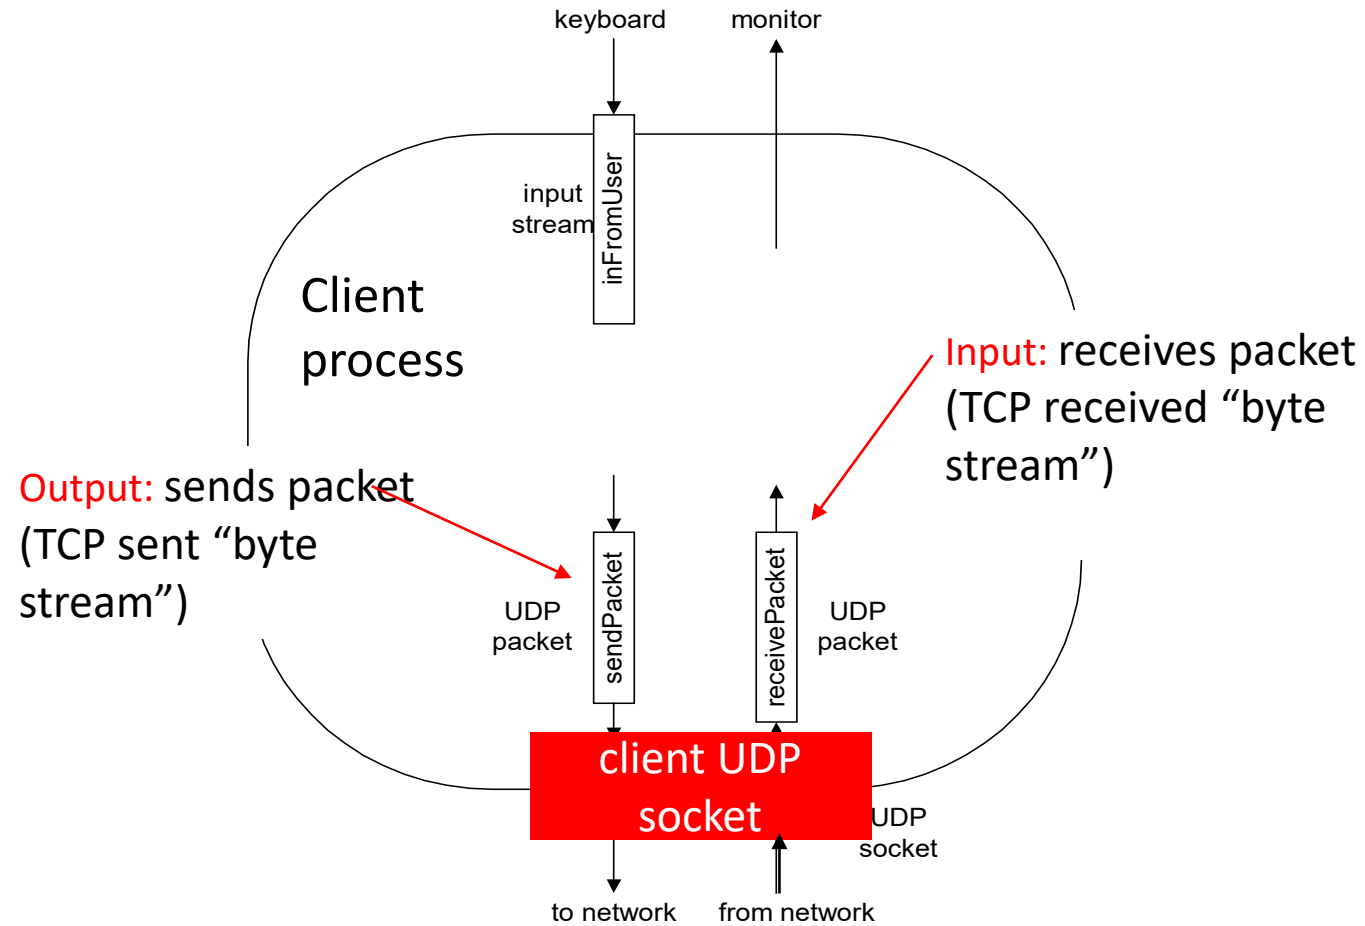 keyboard
monitor
input
stream
inFromUser
Client
process
Input: receives packet
(TCP received “byte
stream”)
Output: sends packet
(TCP sent “byte
stream”)
UDP
packet
sendPacket
receivePacket
UDP
packet
client UDP
socket
UDP
socket
to network
from network